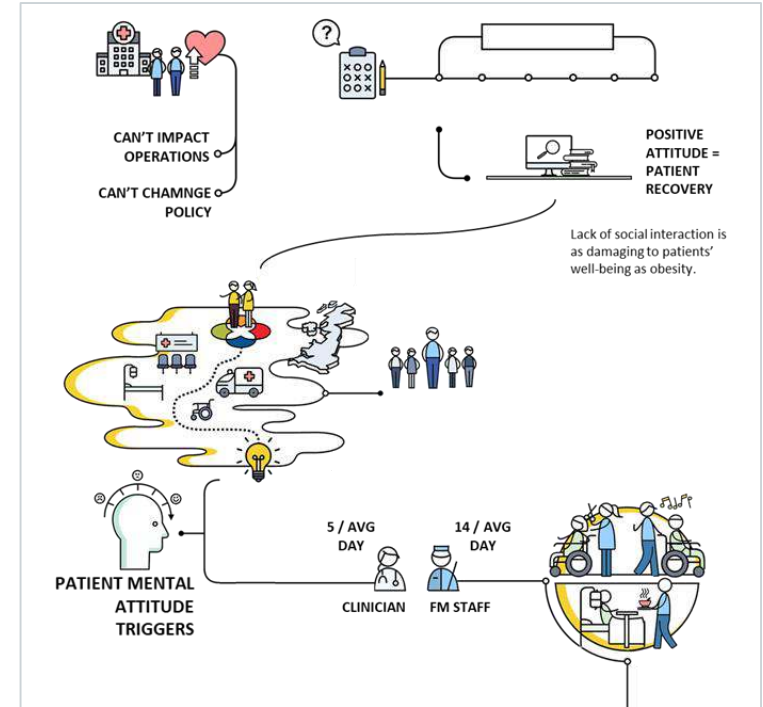 ?
CAN'T IMPACT
OPERATIONS
CAN'T CHAMNGE
POLICY
POSITIVE
ATTITUDE =
PATIENT
RECOVERY
Lack of social interaction is
as damaging to patients'
well-being as obesity.
5 / AVG
DAY
14 / AVG
DAY
CLINICIAN
FM STAFF
PATIENT MENTAL
ATTITUDE
TRIGGERS